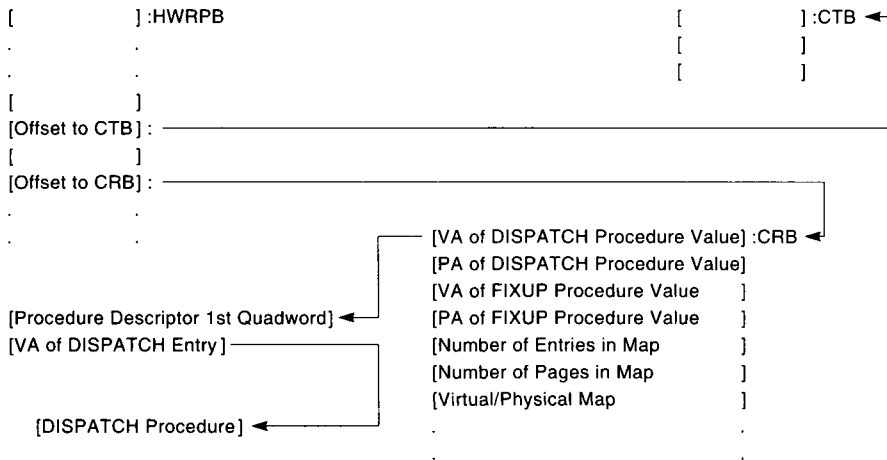 [ ] :HWRPB [ ] :CTB
. . [ ]
. . [ ]
[ ]
[Offset to CTB] :
[ ]
[Offset to CRB] :
. .
. . [VA of DISPATCH Procedure Value] :CRB
[PA of DISPATCH Procedure Value]
[VA of FIXUP Procedure Value ]
[Procedure Descriptor 1st Quadword] [PA of FIXUP Procedure Value ]
[VA of DISPATCH Entry] [Number of Entries in Map ]
[Number of Pages in Map ]
[Virtual/Physical Map ]
[DISPATCH Procedure] . .
. .